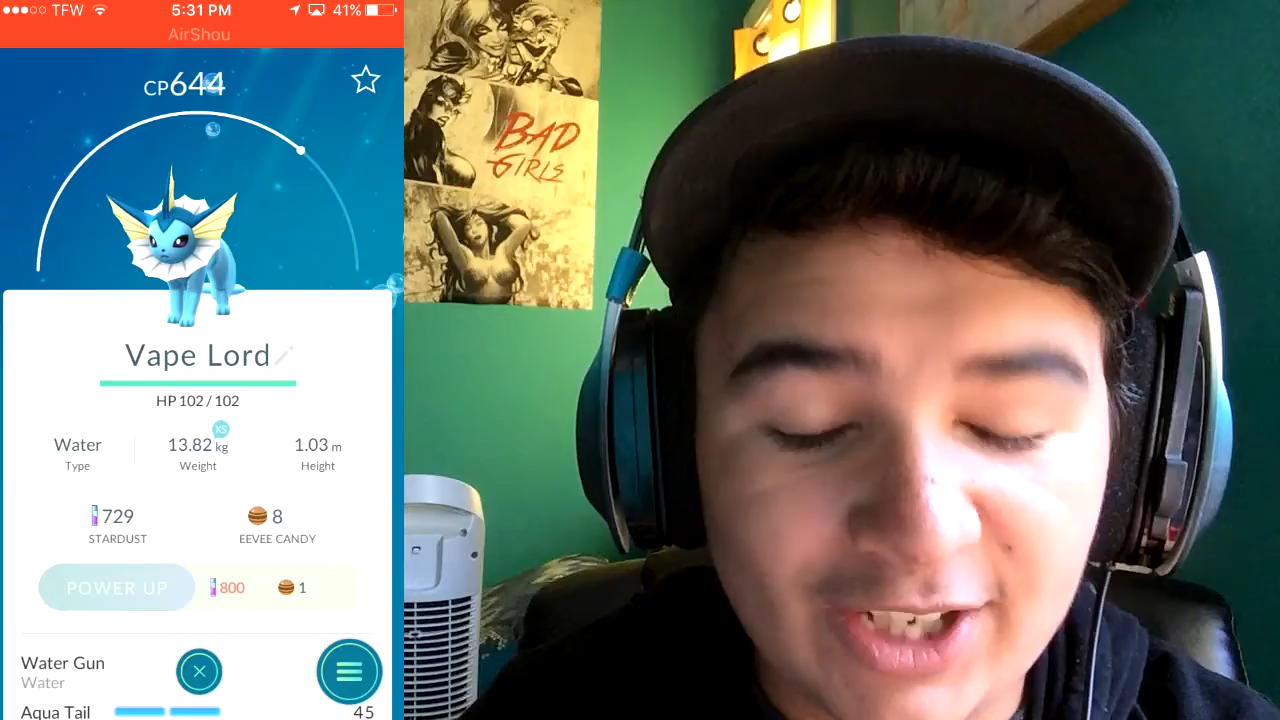 TFW 5:31 PM 41%
AirShou
CP644
Vape Lord
HP 102 / 102
XS
Water 13.82 kg 1.03 m
Type Weight Height
729 8
STARDUST EEVEE CANDY
POWER UP 800 1
Water Gun
Water
Aqua Tail 45
BAD
GIRLS